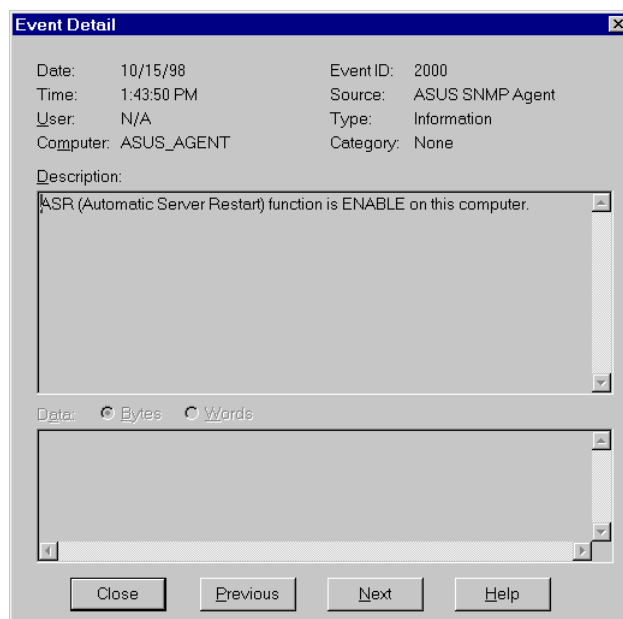 Event Detail
Date: 10/15/98 Event ID: 2000
Time: 1:43:50 PM Source: ASUS SNMP Agent
User: N/A Type: Information
Computer: ASUS_AGENT Category: None
Description:
ASR (Automatic Server Restart) function is ENABLE on this computer.
Data: Bytes Words
Close Previous Next Help